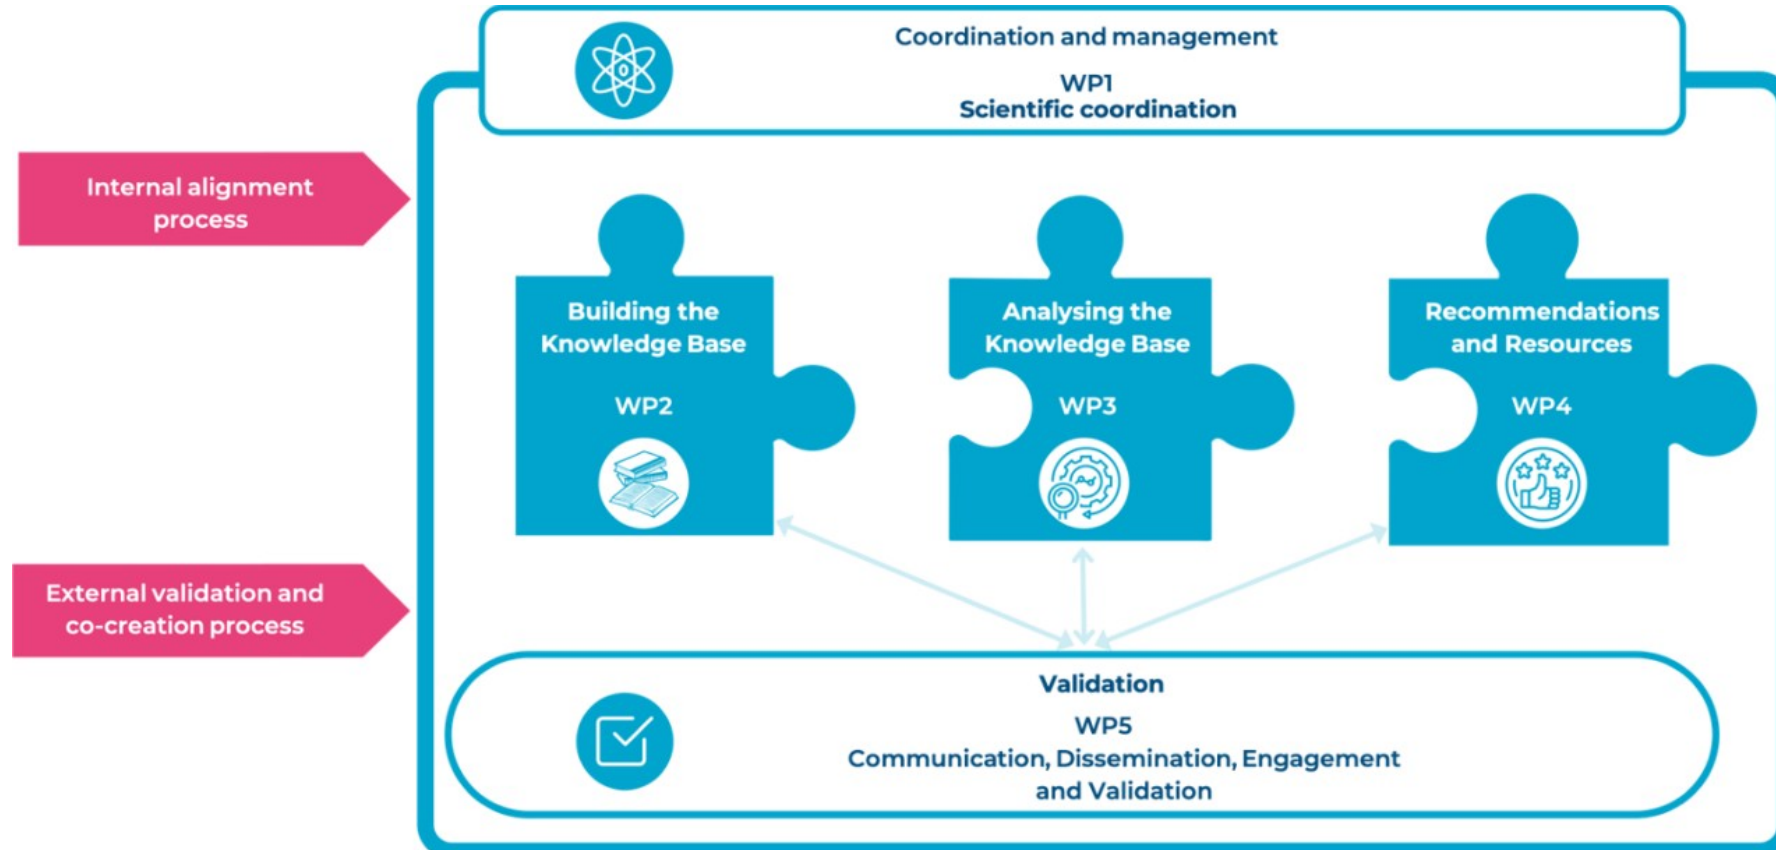 Coordination and management
WP1
Scientific coordination
Internal alignment
process
Building the
Knowledge Base
WP2
Analysing the
Knowledge Base
WP3
Recommendations
and Resources
WP4
External validation and
co-creation process
Validation
WP5
Communication, Dissemination, Engagement
and Validation